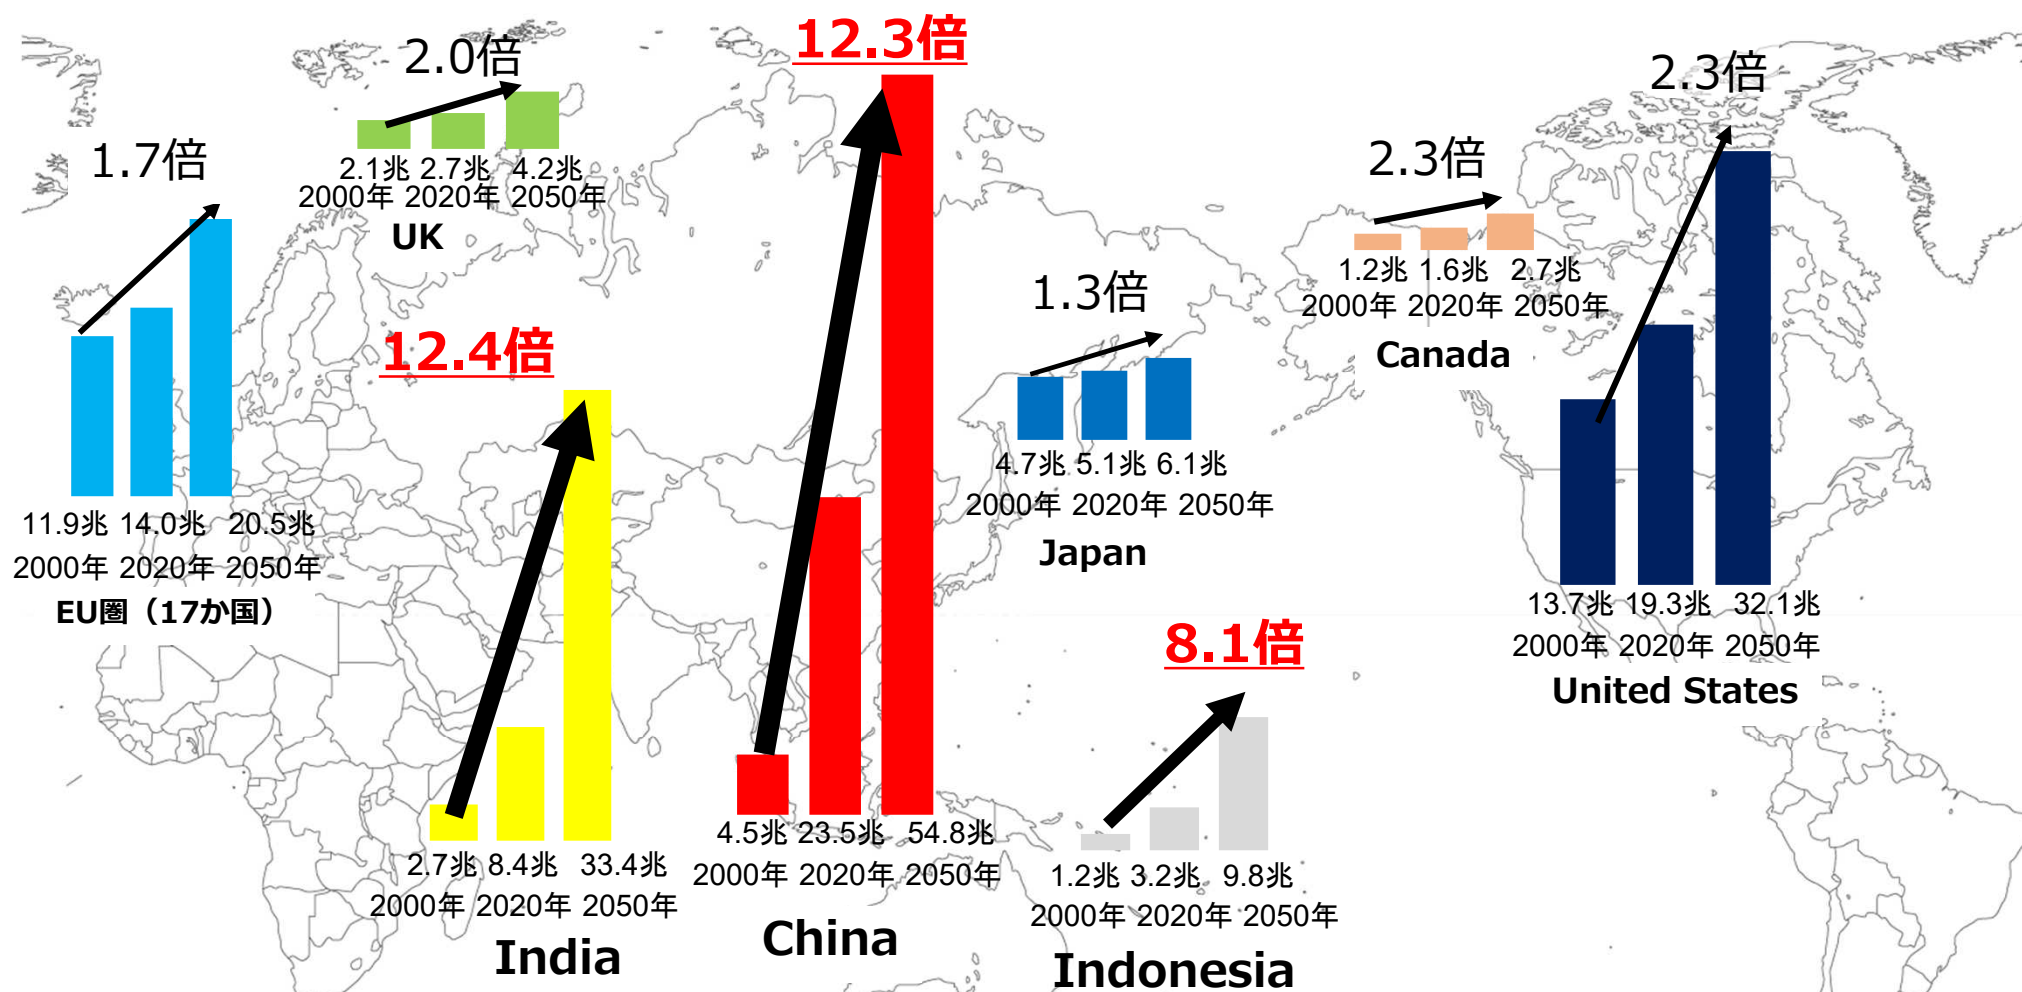 1.7倍
11.9兆 14.0兆 20.5兆
2000年 2020年 2050年
EU圏（17か国）
2.0倍
2.1兆 2.7兆 4.2兆
2000年 2020年 2050年
UK
12.4倍
2.7兆 8.4兆 33.4兆
2000年 2020年 2050年
India
12.3倍
4.5兆 23.5兆 54.8兆
2000年 2020年 2050年
China
1.3倍
4.7兆 5.1兆 6.1兆
2000年 2020年 2050年
Japan
8.1倍
1.2兆 3.2兆 9.8兆
2000年 2020年 2050年
Indonesia
2.3倍
1.2兆 1.6兆 2.7兆
2000年 2020年 2050年
Canada
2.3倍
13.7兆 19.3兆 32.1兆
2000年 2020年 2050年
United States